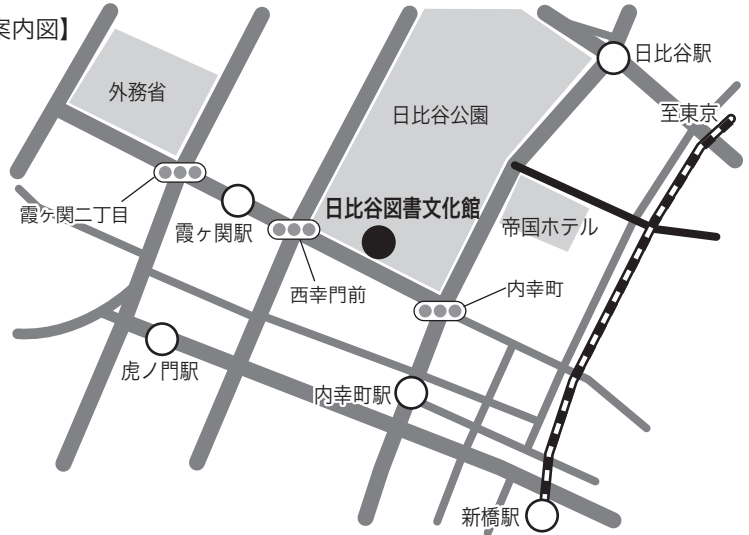 案内図】
日比谷駅
外務省
至東京
日比谷公園
霞ヶ関二丁目
霞ヶ関駅
日比谷図書文化館
帝国ホテル
西幸門前
内幸町
虎ノ門駅
内幸町駅
新橋駅